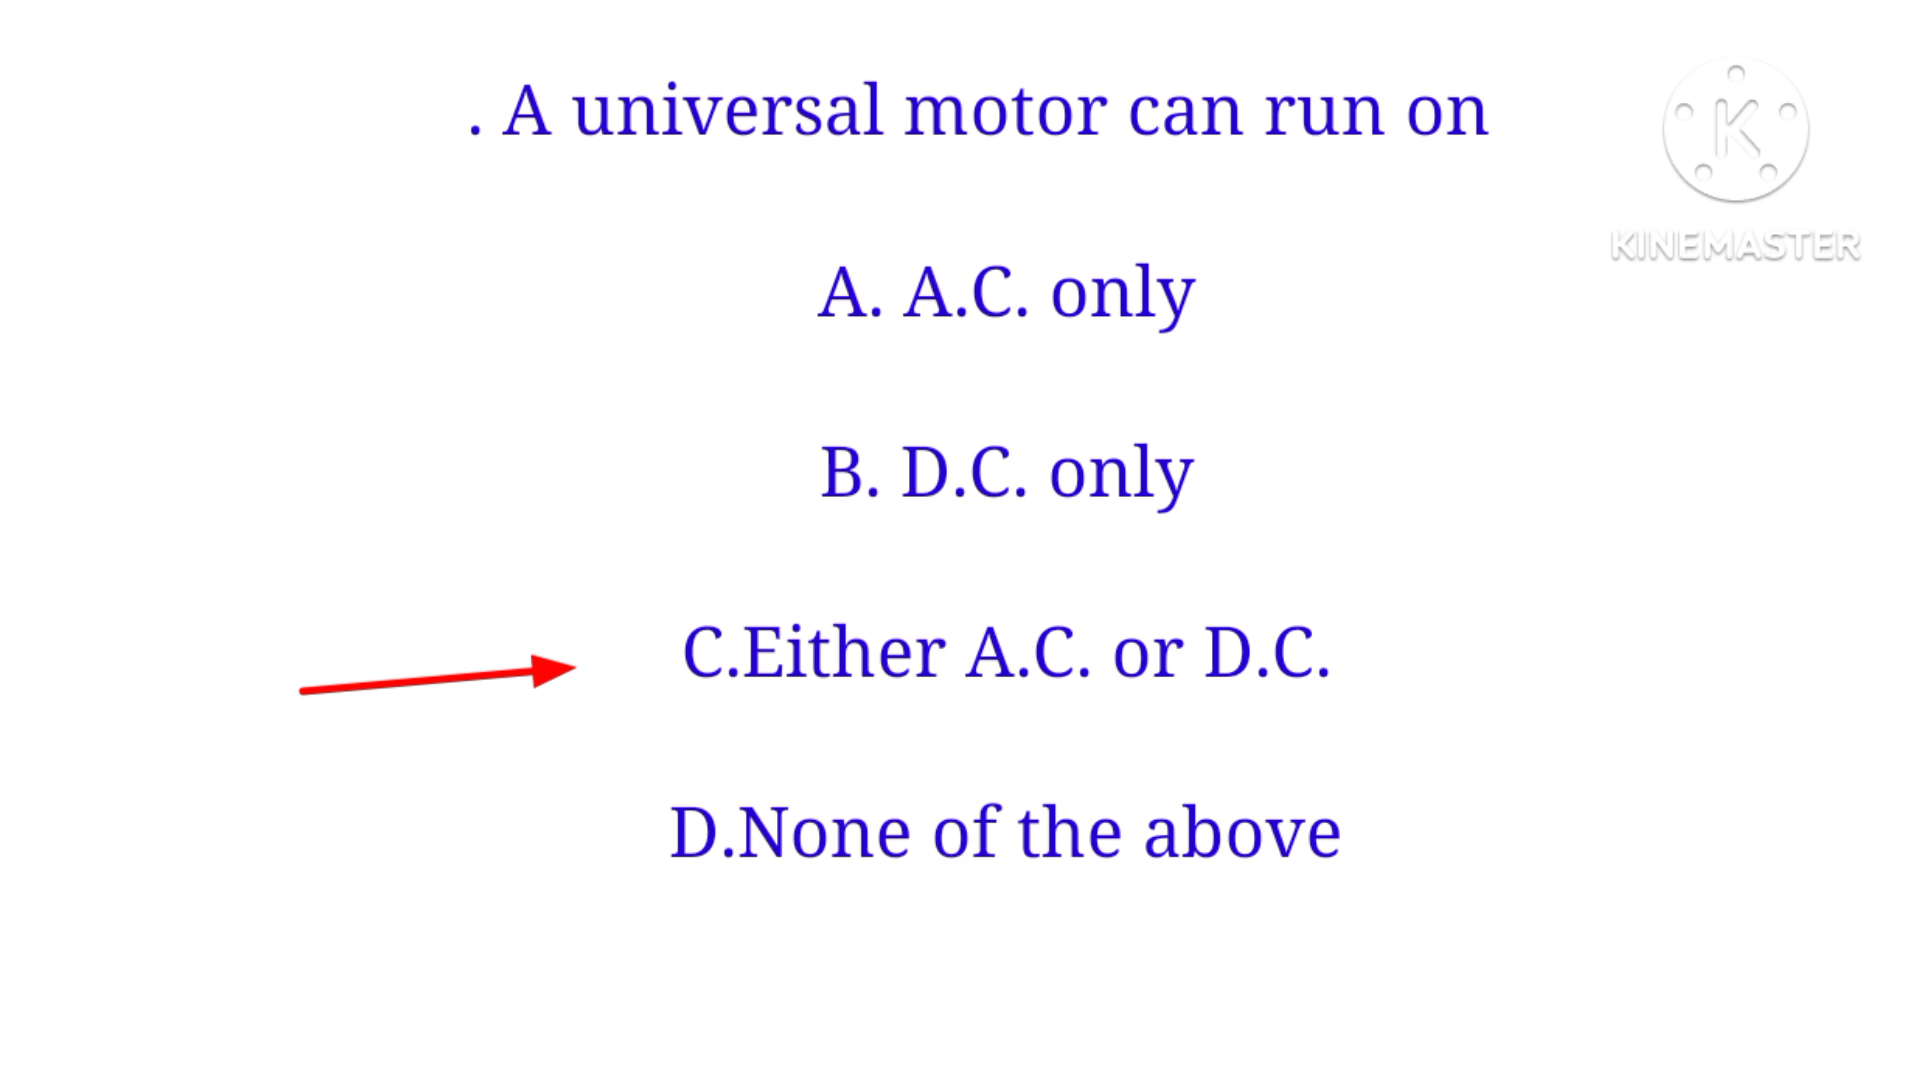 . A universal motor can run on
K
KINEMASTER
A. A.C. only
B. D.C. only
C.Either A.C. or D.C.
D.None of the above